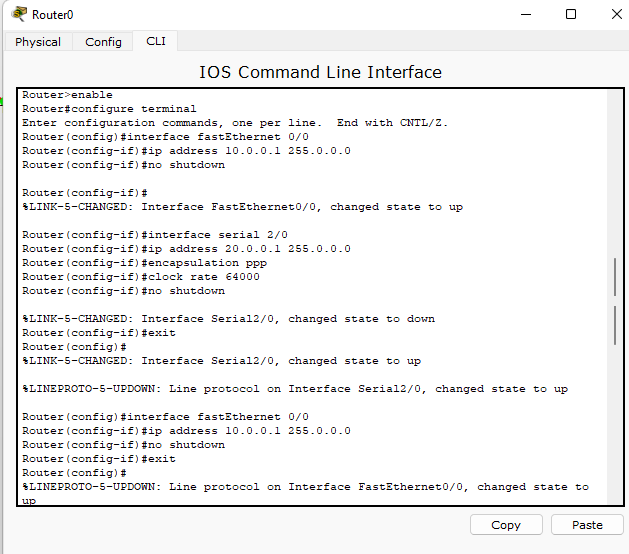 Router0
Physical Config CLI
IOS Command Line Interface
Router>enable
Router#configure terminal
Enter configuration commands, one per line.  End with CNTL/Z.
Router(config)#interface fastEthernet 0/0
Router(config-if)#ip address 10.0.0.1 255.0.0.0
Router(config-if)#no shutdown
Router(config-if)#
%LINK-5-CHANGED: Interface FastEthernet0/0, changed state to up
Router(config-if)#interface serial 2/0
Router(config-if)#ip address 20.0.0.1 255.0.0.0
Router(config-if)#encapsulation ppp
Router(config-if)#clock rate 64000
Router(config-if)#no shutdown
%LINK-5-CHANGED: Interface Serial2/0, changed state to down
Router(config-if)#exit
Router(config)#
%LINK-5-CHANGED: Interface Serial2/0, changed state to up
%LINEPROTO-5-UPDOWN: Line protocol on Interface Serial2/0, changed state to up
Router(config)#interface fastEthernet 0/0
Router(config-if)#ip address 10.0.0.1 255.0.0.0
Router(config-if)#no shutdown
Router(config-if)#exit
Router(config)#
%LINEPROTO-5-UPDOWN: Line protocol on Interface FastEthernet0/0, changed state to
up
Copy Paste